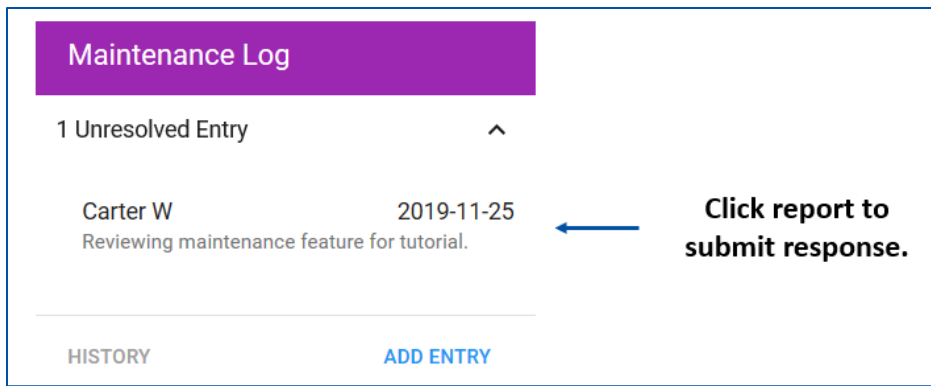 Maintenance Log
1 Unresolved Entry
Carter W 2019-11-25
Reviewing maintenance feature for tutorial.
Click report to
submit response.
HISTORY ADD ENTRY